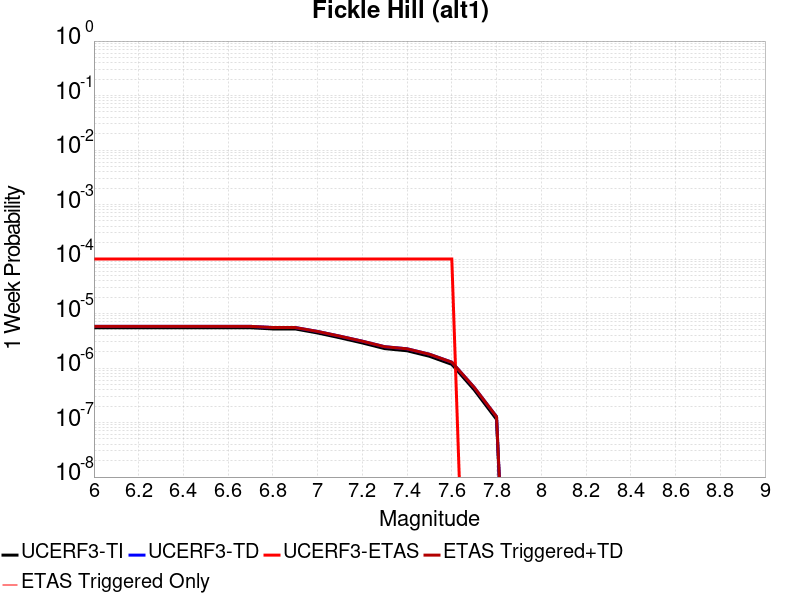 Fickle Hill (alt1)
10^0
10^-1
10^-2
10^-3
10^-4
10^-5
10^-6
10^-7
10^-8
1 Week Probability
6 6.2 6.4 6.6 6.8 7 7.2 7.4 7.6 7.8 8 8.2 8.4 8.6 8.8 9
Magnitude
UCERF3-TI UCERF3-TD UCERF3-ETAS ETAS Triggered+TD
ETAS Triggered Only